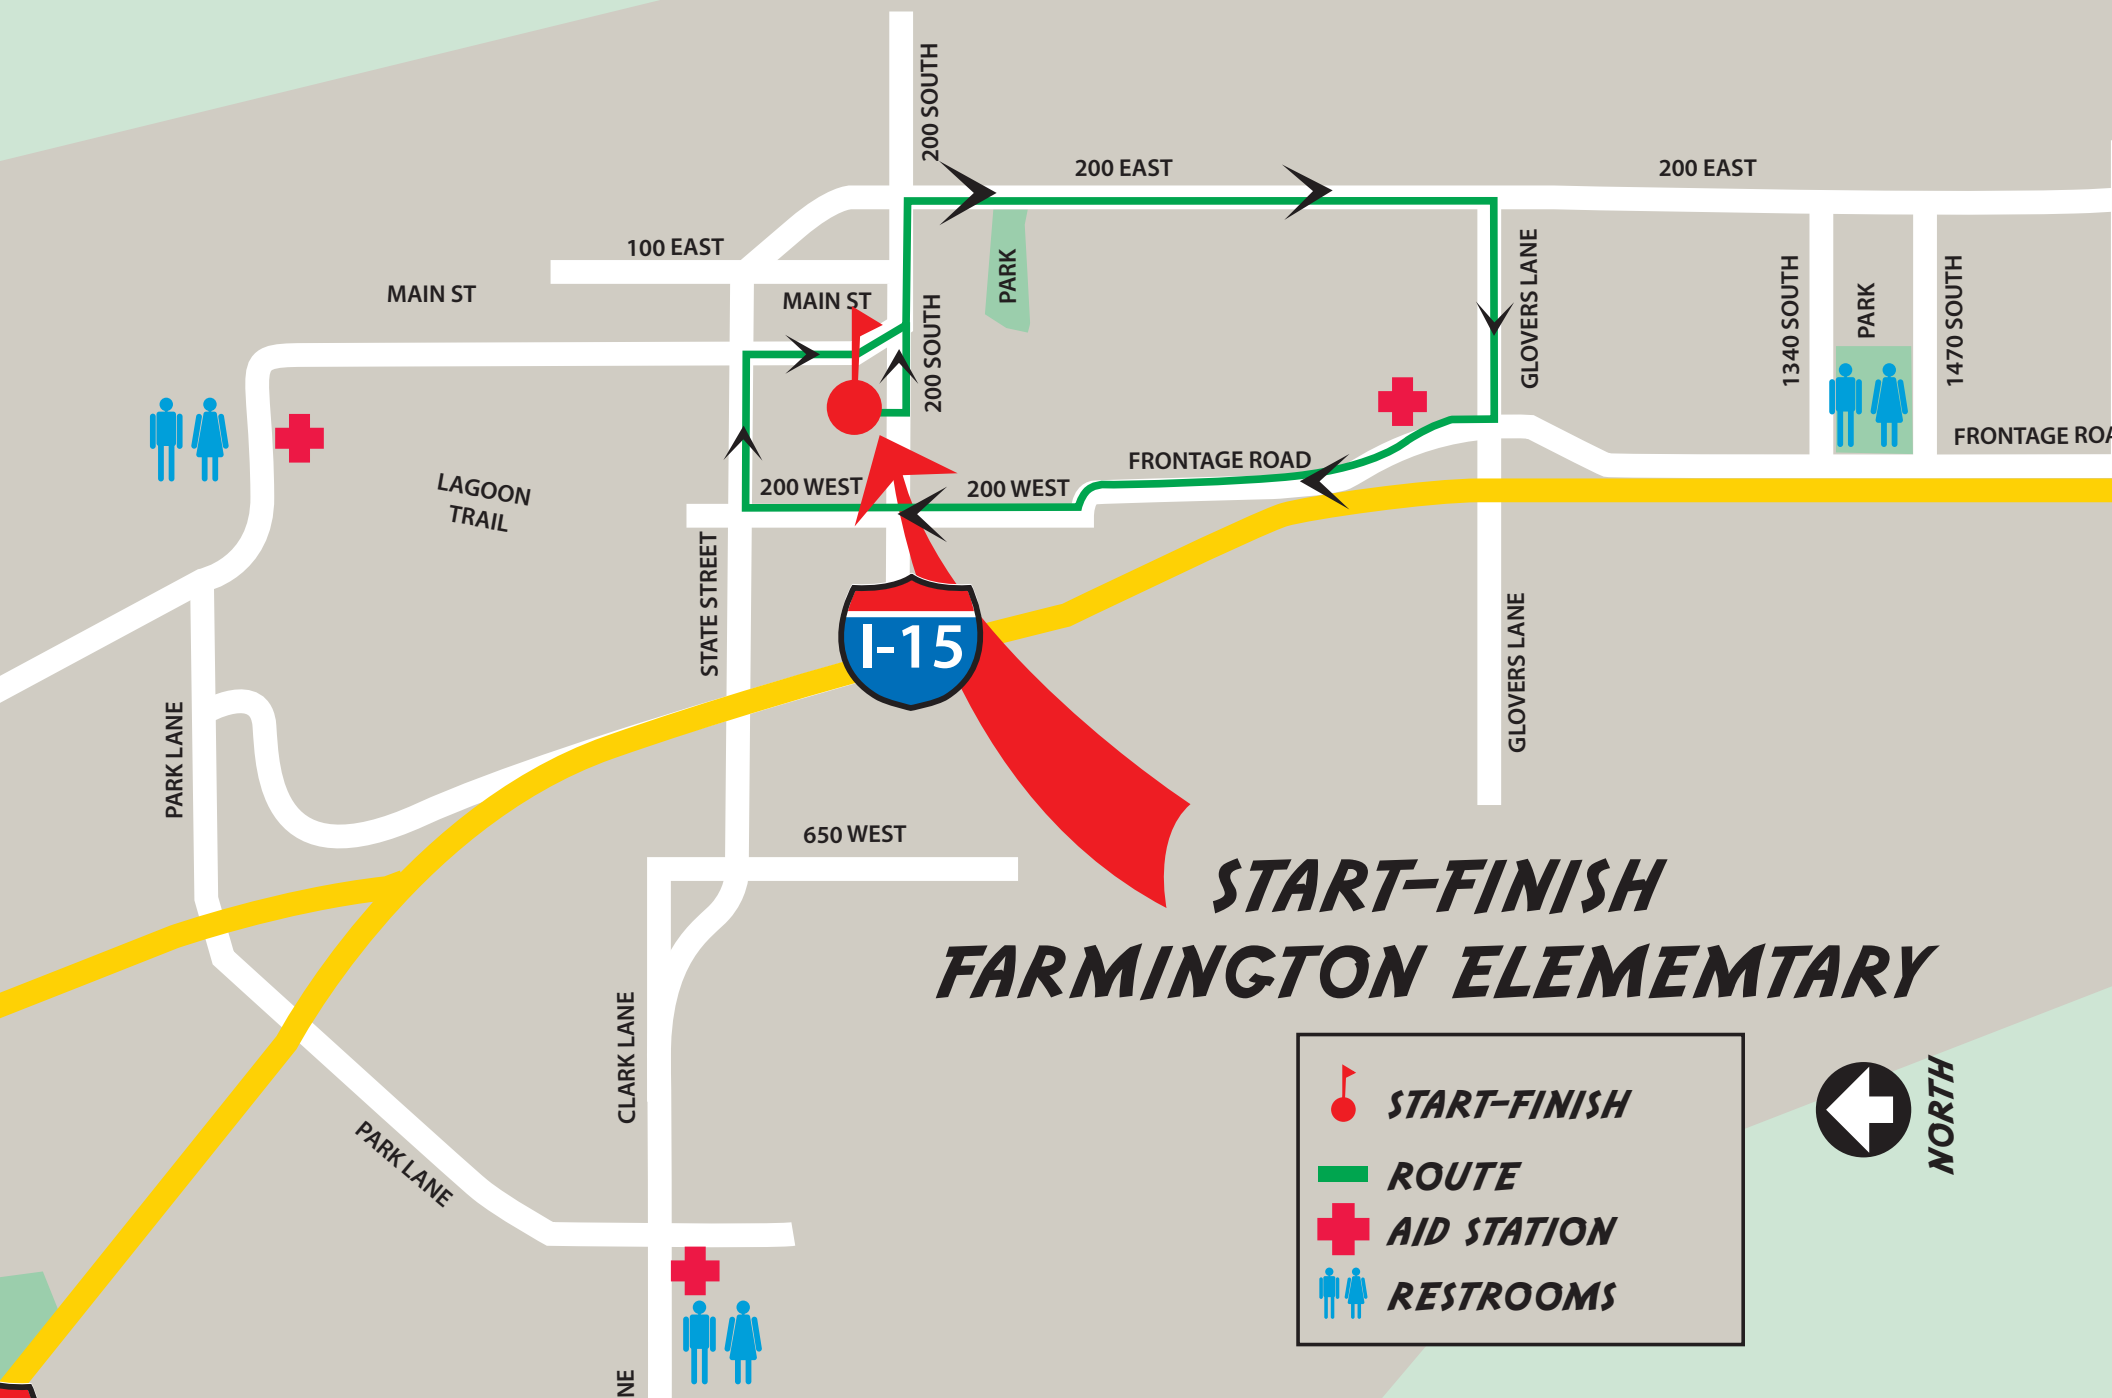 200 SOUTH
200 EAST
200 EAST
100 EAST
MAIN ST
MAIN ST
PARK
200 SOUTH
GLOVERS LANE
1340 SOUTH
PARK
1470 SOUTH
FRONTAGE ROA
FRONTAGE ROAD
LAGOON
TRAIL
200 WEST
200 WEST
STATE STREET
I-15
GLOVERS LANE
PARK LANE
650 WEST
START-FINISH
FARMINGTON ELEMEMTARY
CLARK LANE
PARK LANE
START-FINISH
ROUTE
AID STATION
RESTROOMS
NORTH
NE